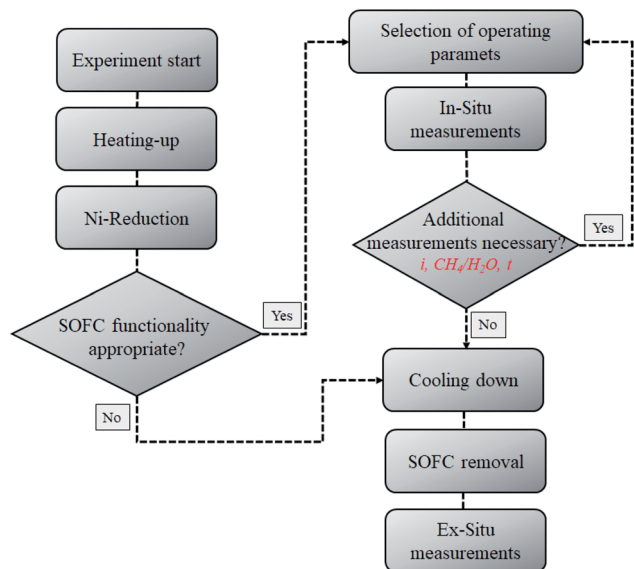 Experiment start
Heating-up
Ni-Reduction
SOFC functionality
appropriate?
Yes
No
Selection of operating
paramets
In-Situ
measurements
Additional
measurements necessary?
i, CH₄/H₂O, t
Yes
No
Cooling down
SOFC removal
Ex-Situ
measurements